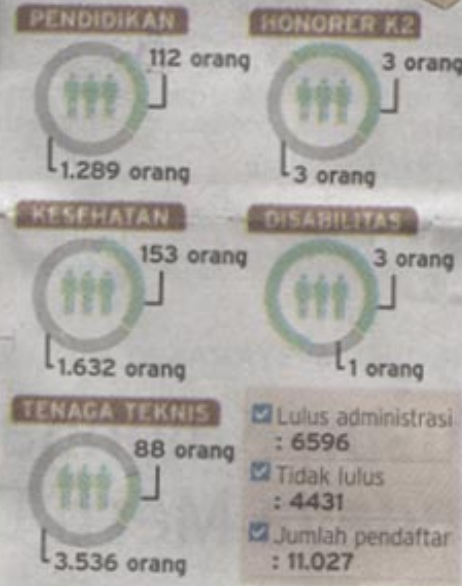 PENDIDIKAN
112 orang
1.289 orang
HONORER K2
3 orang
3 orang
KESEHATAN
153 orang
1.632 orang
DISABILITAS
3 orang
1 orang
TENAGA TEKNIS
88 orang
3.536 orang
Lulus administrasi
: 6596
Tidak lulus
: 4431
Jumlah pendaftar
: 11.027